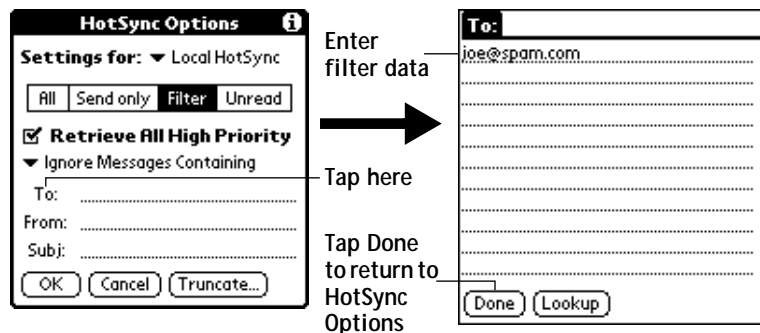 HotSync Options
Settings for: Local HotSync
All Send only Filter Unread
Retrieve All High Priority
Ignore Messages Containing
To:
From:
Subj:
OK Cancel Truncate...
Enter
filter data
Tap here
Tap Done
to return to
HotSync
Options
To:
joe@spam.com
Done Lookup